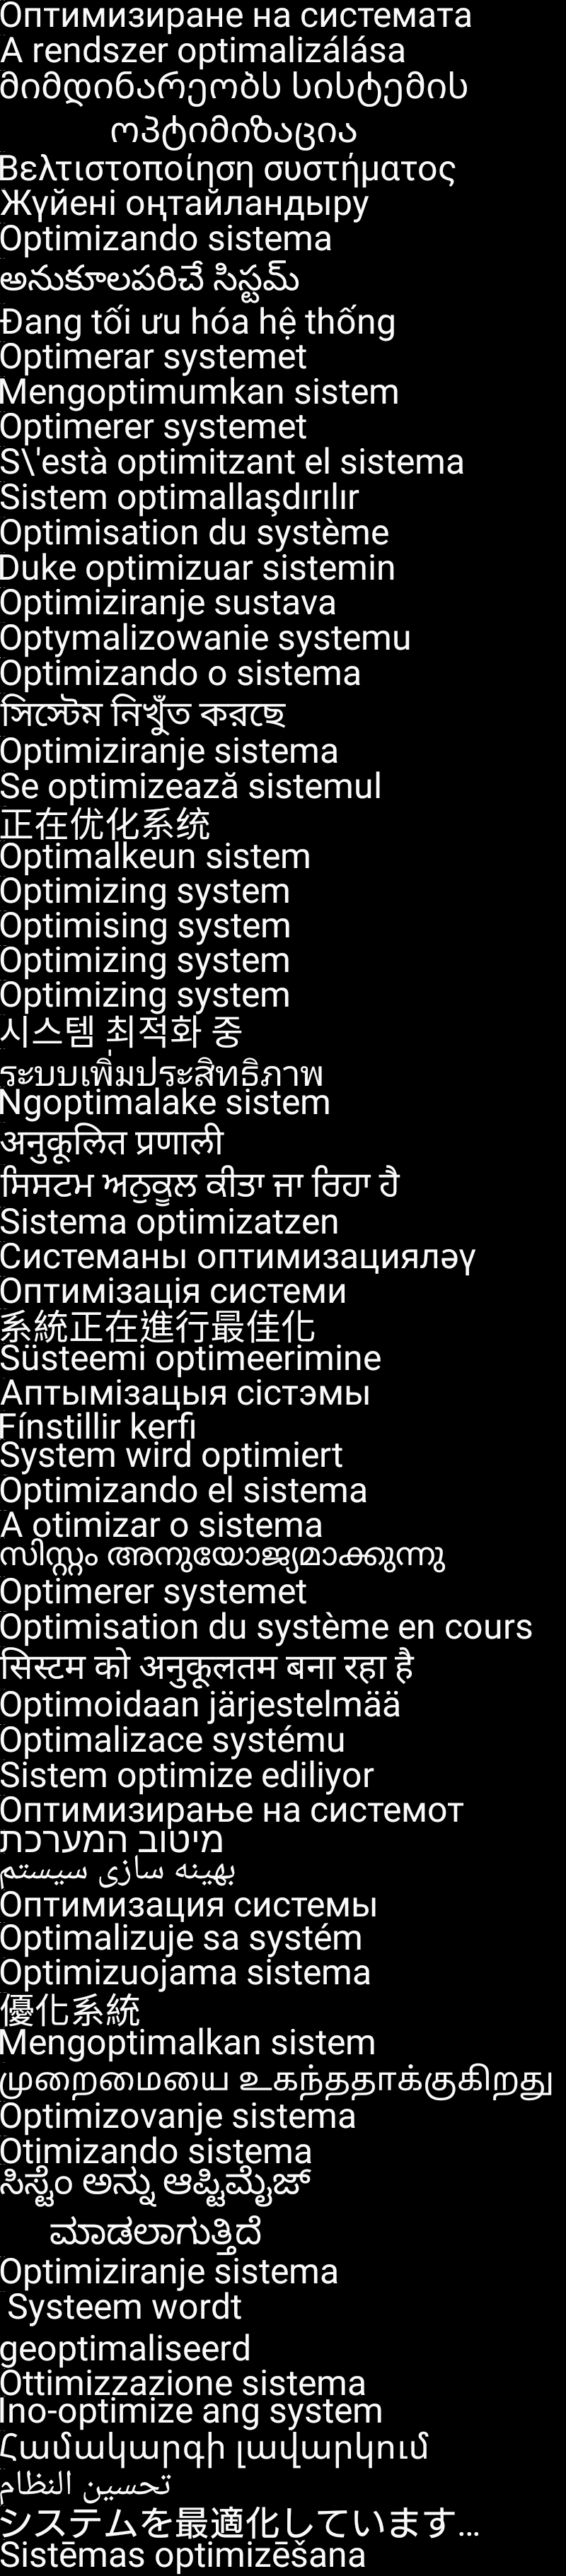 Оптимизиране на системата
A rendszer optimalizálása
მიმდინარეობს სისტემის
ოპტიმიზაცია
Βελτιστοποίηση συστήματος
Жүйені оңтайландыру
Optimizando sistema
అనుకూలపరిచే సిస్టమ్
Đang tối ưu hóa hệ thống
Optimerar systemet
Mengoptimumkan sistem
Optimerer systemet
S\'està optimitzant el sistema
Sistem optimallaşdırılır
Optimisation du système
Duke optimizuar sistemin
Optimiziranje sustava
Optymalizowanie systemu
Optimizando o sistema
সিস্টেম নিখুঁত করছে
Optimiziranje sistema
Se optimizează sistemul
正在优化系统
Optimalkeun sistem
Optimizing system
Optimising system
Optimizing system
Optimizing system
시스템 최적화 중
ระบบเพิ่มประสิทธิภาพ
Ngoptimalake sistem
अनुकूलित प्रणाली
ਸਿਸਟਮ ਅਨੁਕੂਲ ਕੀਤਾ ਜਾ ਰਿਹਾ ਹੈ
Sistema optimizatzen
Системаны оптимизацияләү
Оптимізація системи
系統正在進行最佳化
Süsteemi optimeerimine
Аптымізацыя сістэмы
Fínstillir kerfi
System wird optimiert
Optimizando el sistema
A otimizar o sistema
സിസ്റ്റം അനുയോജ്യമാക്കുന്നു
Optimerer systemet
Optimisation du système en cours
सिस्टम को अनुकूलतम बना रहा है
Optimoidaan järjestelmää
Optimalizace systému
Sistem optimize ediliyor
Оптимизирање на системот
מיטוב המערכת
بهینه سازی سیستم
Оптимизация системы
Optimalizuje sa systém
Optimizuojama sistema
優化系統
Mengoptimalkan sistem
முறைமையை உகந்ததாக்குகிறது
Optimizovanje sistema
Otimizando sistema
ಸಿಸ್ಟೆಂ ಅನ್ನು ಆಪ್ಟಿಮೈಜ್
ಮಾಡಲಾಗುತ್ತಿದೆ
Optimiziranje sistema
Systeem wordt
geoptimaliseerd
Ottimizzazione sistema
Ino-optimize ang system
Համակարգի լավարկում
تحسين النظام
システムを最適化しています...
Sistēmas optimizēšana